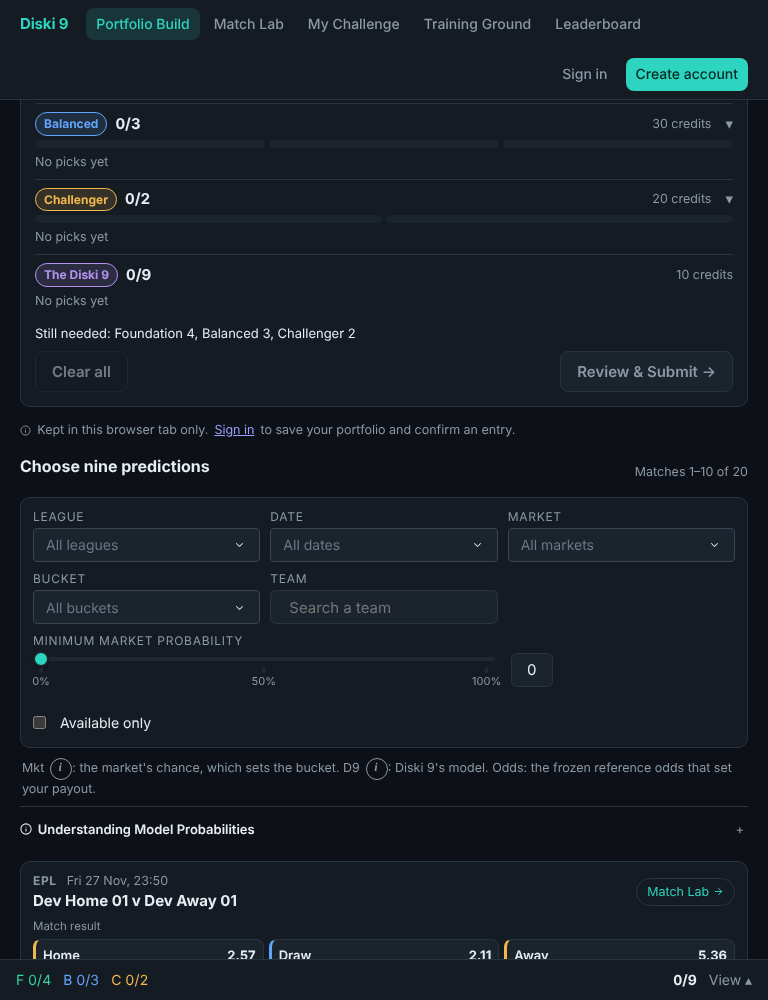 Diski 9 Portfolio Build Match Lab My Challenge Training Ground Leaderboard
Sign in Create account
Balanced 0/3 30 credits ▼
No picks yet
Challenger 0/2 20 credits ▼
No picks yet
The Diski 9 0/9 10 credits
No picks yet
Still needed: Foundation 4, Balanced 3, Challenger 2
Clear all Review & Submit →
Kept in this browser tab only. Sign in to save your portfolio and confirm an entry.
Choose nine predictions Matches 1–10 of 20
LEAGUE DATE MARKET
All leagues All dates All markets
BUCKET TEAM
All buckets Search a team
MINIMUM MARKET PROBABILITY
0
0% 50% 100%
Available only
Mkt i: the market's chance, which sets the bucket. D9 i: Diski 9's model. Odds: the frozen reference odds that set
your payout.
Understanding Model Probabilities +
EPL Fri 27 Nov, 23:50
Dev Home 01 v Dev Away 01 Match Lab →
Match result
Home 2.57 Draw 2.11 Away 5.36
F 0/4 B 0/3 C 0/2 0/9 View ▴